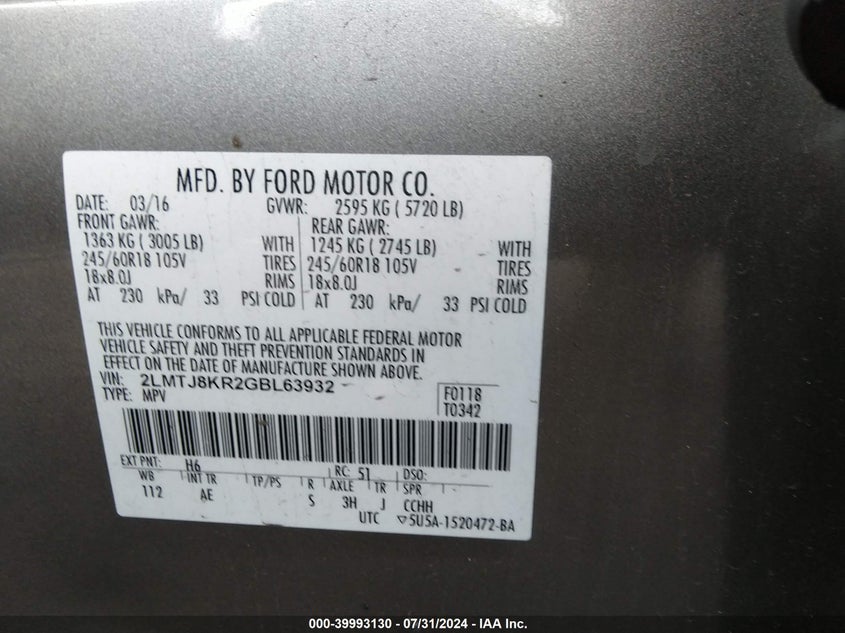 MFD. BY FORD MOTOR CO.
DATE: 03/16 GVWR: 2595 KG ( 5720 LB)
FRONT GAWR: REAR GAWR:
1363 KG ( 3005 LB) WITH 1245 KG ( 2745 LB) WITH
245/60R18 105V TIRES 245/60R18 105V TIRES
18x8.0J RIMS 18x8.0J RIMS
AT 230 kPa/ 33 PSI COLD AT 230 kPa/ 33 PSI COLD
THIS VEHICLE CONFORMS TO ALL APPLICABLE FEDERAL MOTOR
VEHICLE SAFETY AND THEFT PREVENTION STANDARDS IN
EFFECT ON THE DATE OF MANUFACTURE SHOWN ABOVE.
VIN: 2LMTJ8KR2GBL63932 F0118
TYPE: MPV T0342
EXT PNT: H6 RC: 51 DSO:
WB INT TR TP/PS R AXLE TR SPR
112 AE S 3H J CCHH
UTC ▽5U5A-1520472-BA
000-39993130 - 07/31/2024 - IAA Inc.